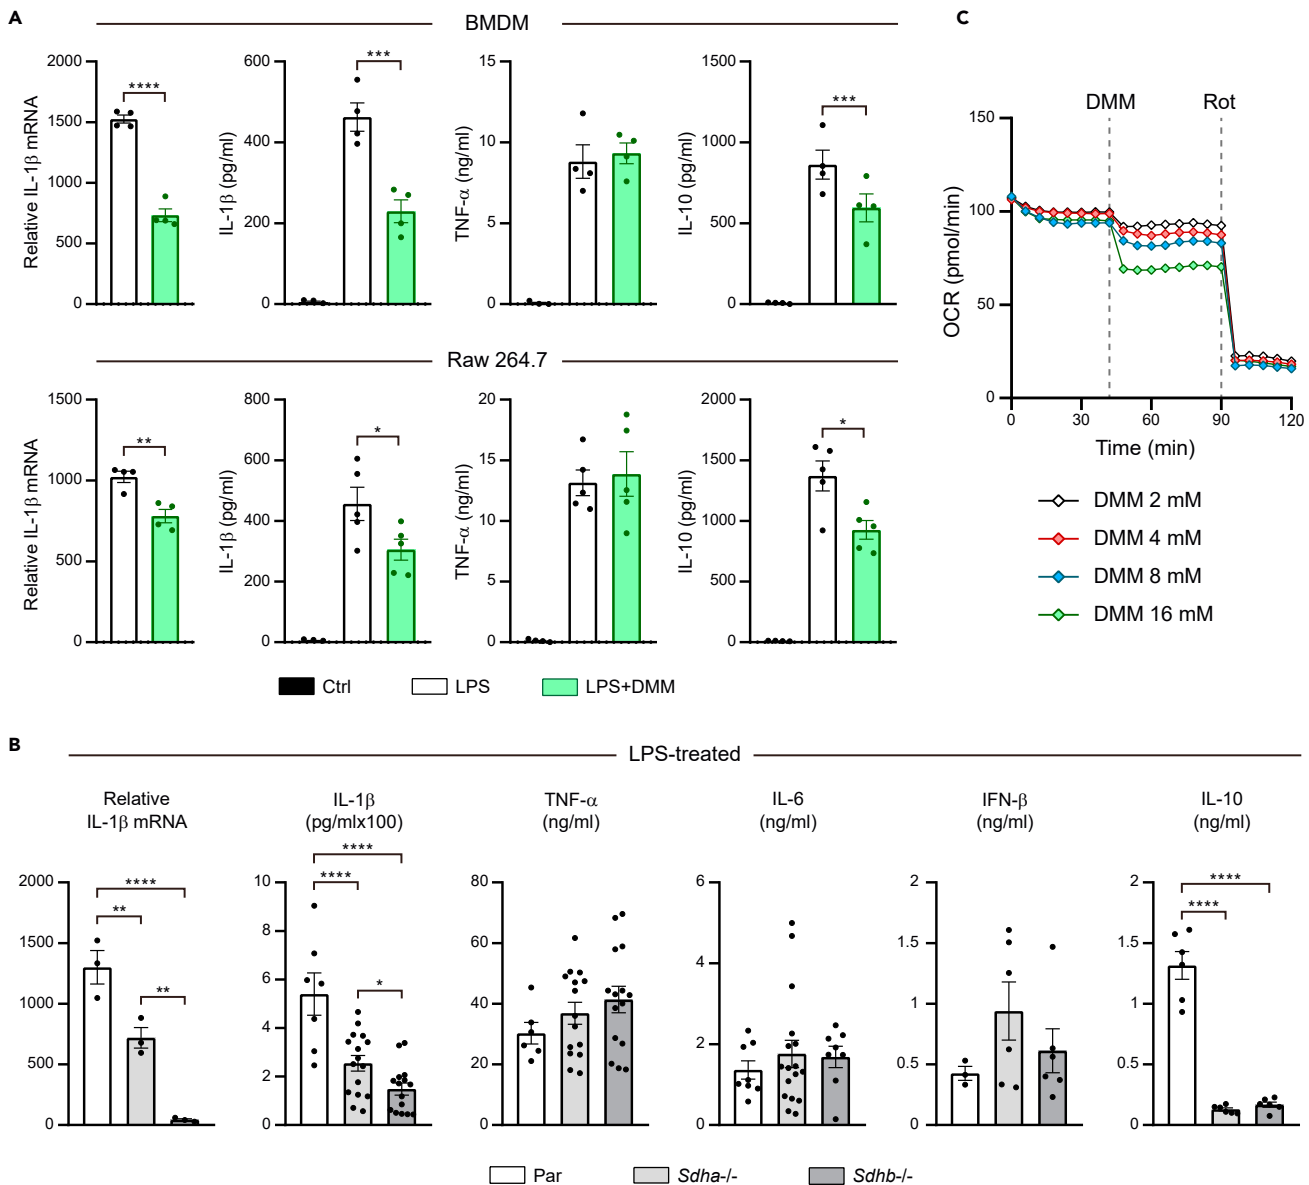 A
BMDM
Relative IL-1β mRNA
2000
1500
1000
500
0
****
IL-1β (pg/ml)
600
400
200
0
***
TNF-α (ng/ml)
15
10
5
0
IL-10 (pg/ml)
1500
1000
500
0
***
Raw 264.7
Relative IL-1β mRNA
1500
1000
500
0
**
IL-1β (pg/ml)
800
600
400
200
0
*
TNF-α (ng/ml)
20
15
10
5
0
IL-10 (pg/ml)
2000
1500
1000
500
0
*
Ctrl
LPS
LPS+DMM
C
DMM
Rot
OCR (pmol/min)
150
100
50
0
0
30
60
90
120
Time (min)
DMM 2 mM
DMM 4 mM
DMM 8 mM
DMM 16 mM
B
LPS-treated
Relative
IL-1β mRNA
2000
1500
1000
500
0
****
**
**
IL-1β
(pg/mlx100)
10
8
6
4
2
0
****
****
*
TNF-α
(ng/ml)
80
60
40
20
0
IL-6
(ng/ml)
6
4
2
0
IFN-β
(ng/ml)
2
1.5
1
0.5
0
IL-10
(ng/ml)
2
1.5
1
0.5
0
****
****
Par
Sdha-/-
Sdhb-/-